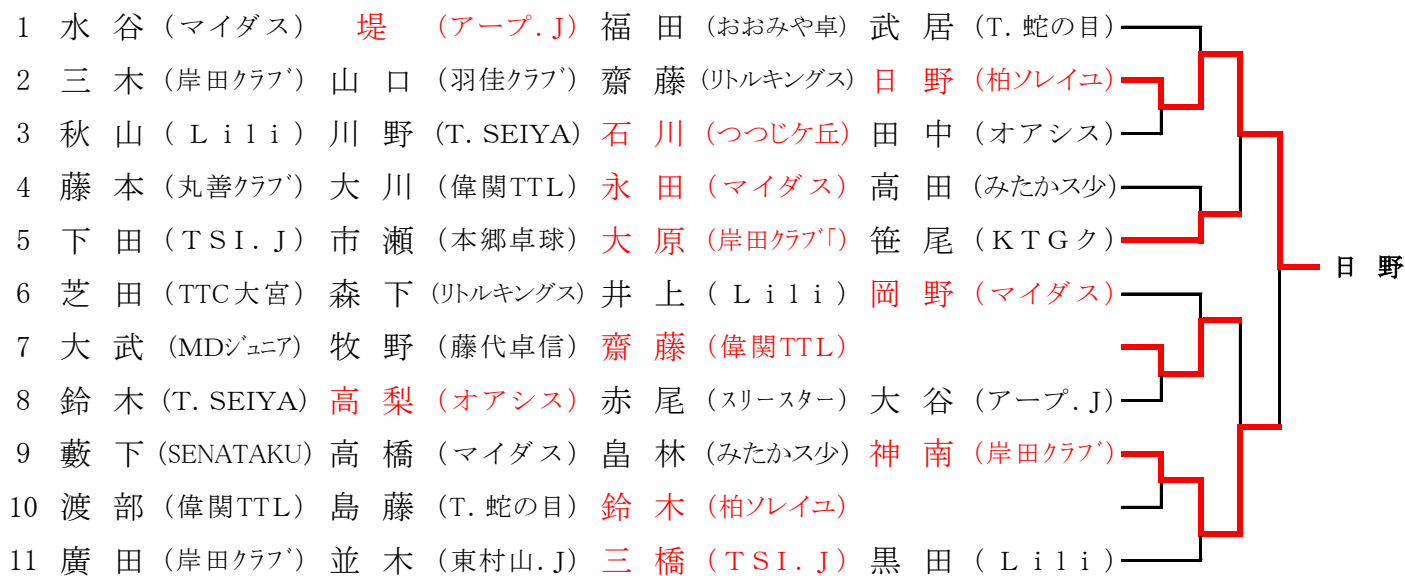 1 水 谷 (マイダス) 堤 (アープ. J) 福 田 (おおみや卓) 武 居 (T. 蛇の目)
2 三 木 (岸田クラブ) 山 口 (羽佳クラブ) 齋 藤 (リトルキングス) 日 野 (柏ソレイユ)
3 秋 山 (Lili) 川 野 (T. SEIYA) 石 川 (つつじケ丘) 田 中 (オアシス)
4 藤 本 (丸善クラブ) 大 川 (偉関TTL) 永 田 (マイダス) 高 田 (みたかス少)
5 下 田 (TSI. J) 市 瀬 (本郷卓球) 大 原 (岸田クラブ「) 笹 尾 (KTGク)
日 野
6 芝 田 (TTC大宮) 森 下 (リトルキングス) 井 上 (Lili) 岡 野 (マイダス)
7 大 武 (MDジュニア) 牧 野 (藤代卓信) 齋 藤 (偉関TTL)
8 鈴 木 (T. SEIYA) 高 梨 (オアシス) 赤 尾 (スリースター) 大 谷 (アープ. J)
9 藪 下 (SENATAKU) 高 橋 (マイダス) 畠 林 (みたかス少) 神 南 (岸田クラブ)
10 渡 部 (偉関TTL) 島 藤 (T. 蛇の目) 鈴 木 (柏ソレイユ)
11 廣 田 (岸田クラブ) 並 木 (東村山. J) 三 橋 (TSI. J) 黒 田 (Lili)